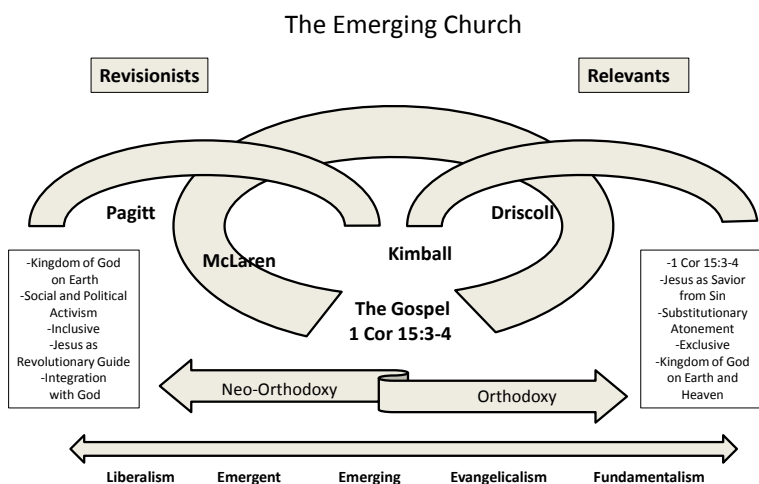 The Emerging Church
Revisionists
Relevants
Pagitt
Driscoll
McLaren
Kimball
The Gospel
1 Cor 15:3-4
-Kingdom of God
on Earth
-Social and Political
Activism
-Inclusive
-Jesus as
Revolutionary Guide
-Integration
with God
-1 Cor 15:3-4
-Jesus as Savior
from Sin
-Substitutionary
Atonement
-Exclusive
-Kingdom of God
on Earth and
Heaven
Neo-Orthodoxy
Orthodoxy
Liberalism Emergent Emerging Evangelicalism Fundamentalism